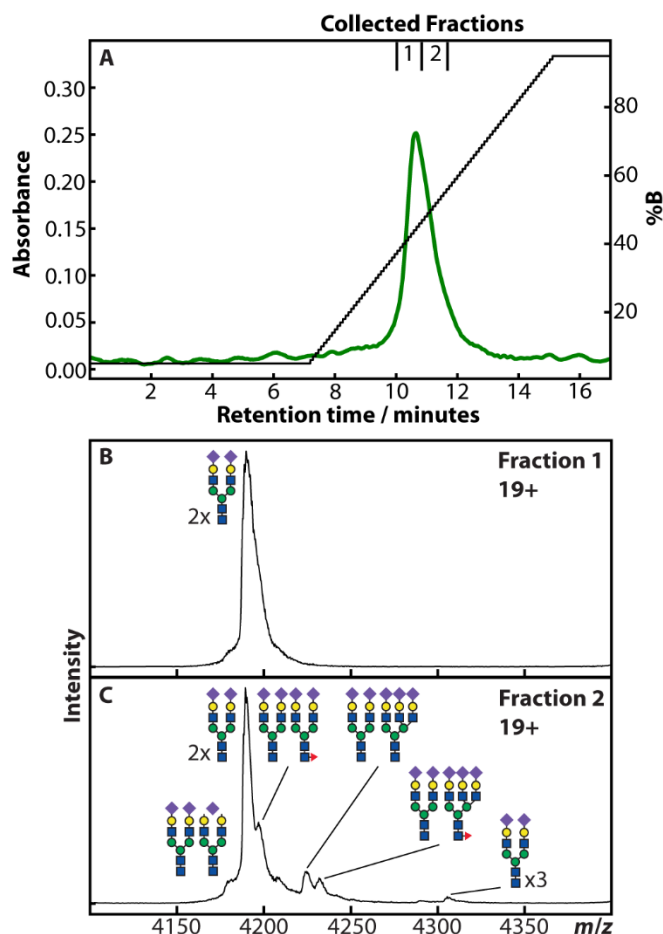 Collected Fractions
A
1
2
0.30
0.25
0.20
0.15
0.10
0.05
0.00
Absorbance
80
60
40
20
%B
2 4 6 8 10 12 14 16
Retention time / minutes
B
Fraction 1
19+
2x
Intensity
C
Fraction 2
19+
2x
x3
4150 4200 4250 4300 4350 m/z